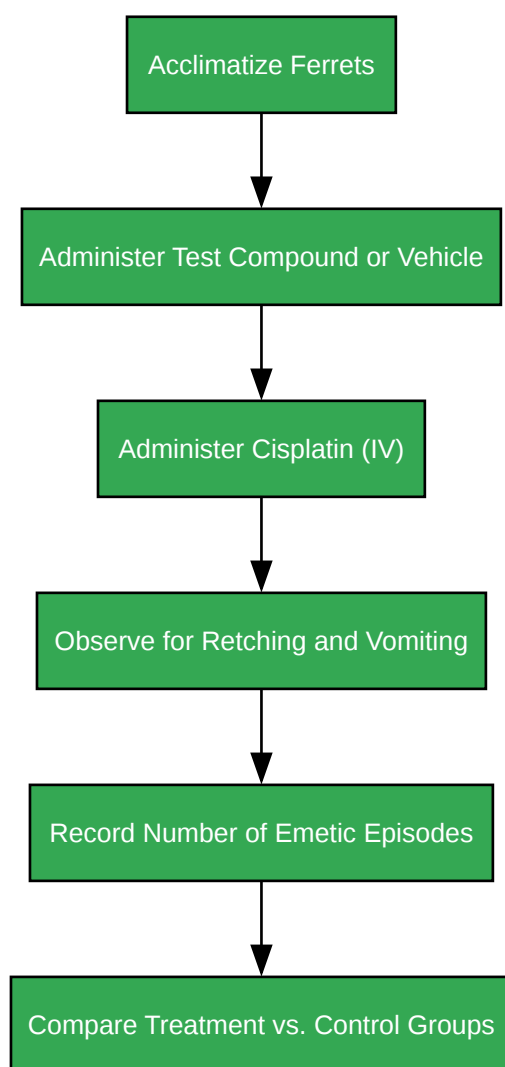 Acclimatize Ferrets
Administer Test Compound or Vehicle
Administer Cisplatin (IV)
Observe for Retching and Vomiting
Record Number of Emetic Episodes
Compare Treatment vs. Control Groups